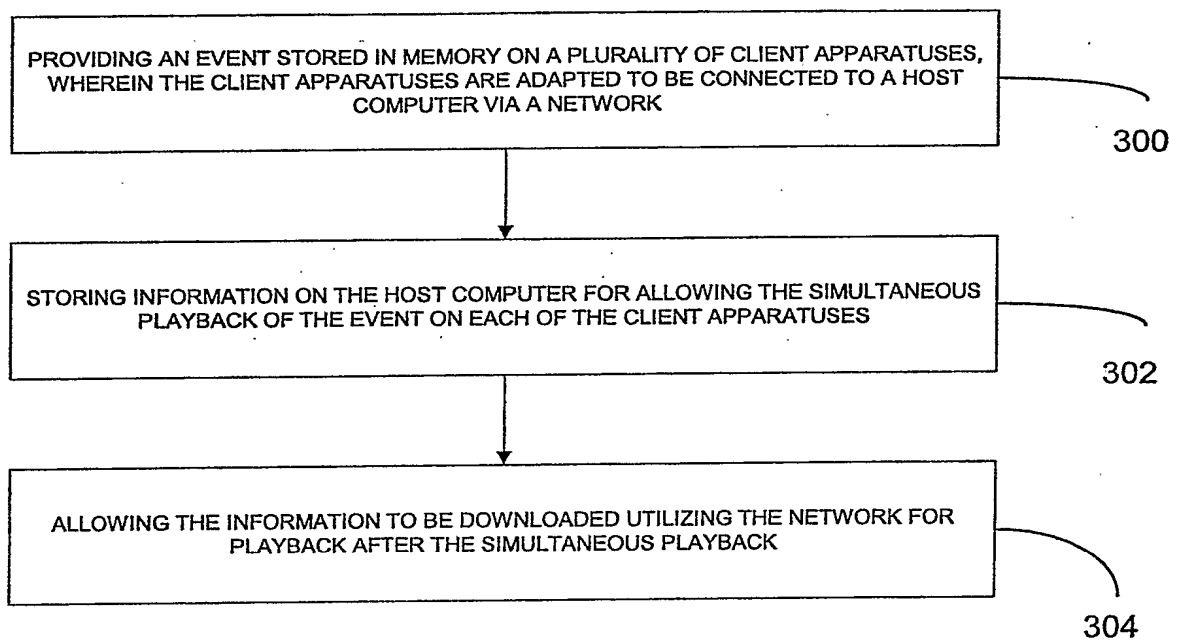 PROVIDING AN EVENT STORED IN MEMORY ON A PLURALITY OF CLIENT APPARATUSES,
WHEREIN THE CLIENT APPARATUSES ARE ADAPTED TO BE CONNECTED TO A HOST
COMPUTER VIA A NETWORK
300
STORING INFORMATION ON THE HOST COMPUTER FOR ALLOWING THE SIMULTANEOUS
PLAYBACK OF THE EVENT ON EACH OF THE CLIENT APPARATUSES
302
ALLOWING THE INFORMATION TO BE DOWNLOADED UTILIZING THE NETWORK FOR
PLAYBACK AFTER THE SIMULTANEOUS PLAYBACK
304